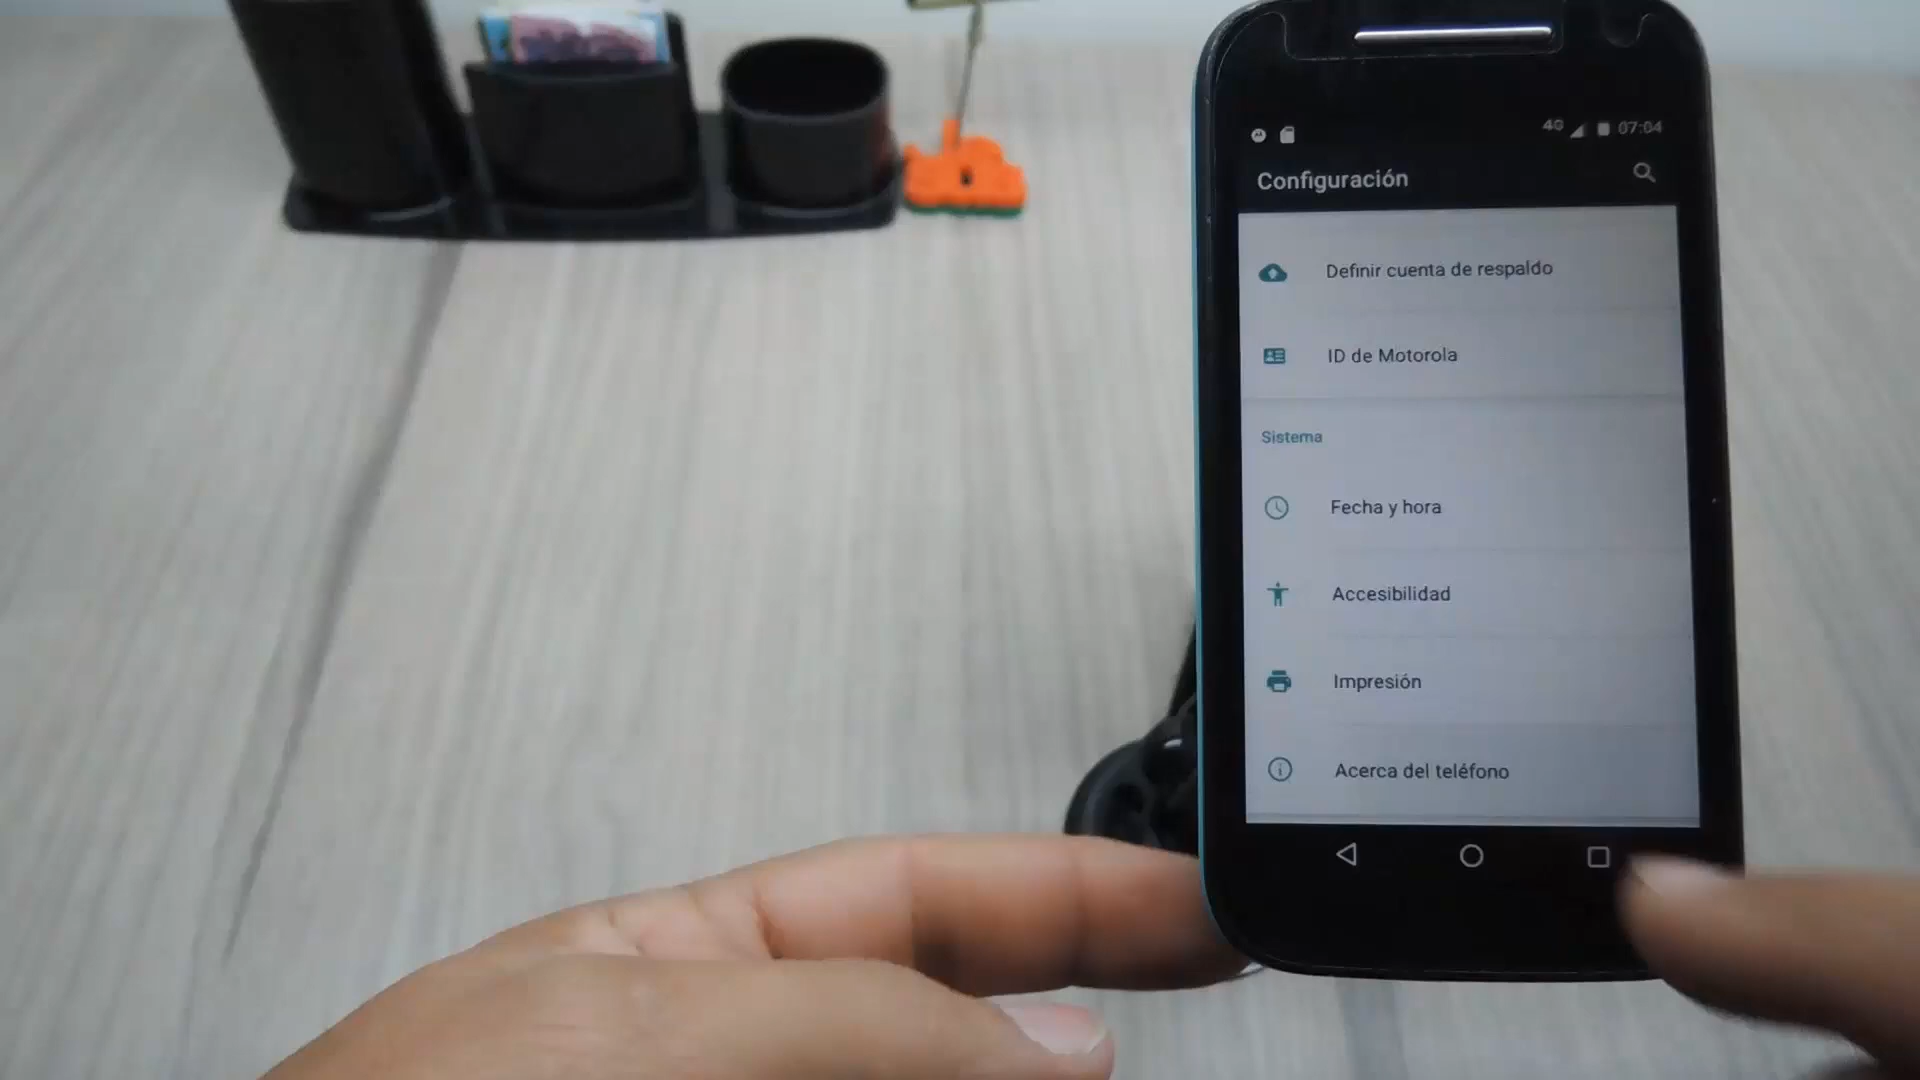 4G 07:04
Configuración
Definir cuenta de respaldo
ID de Motorola
Sistema
Fecha y hora
Accesibilidad
Impresión
Acerca del teléfono